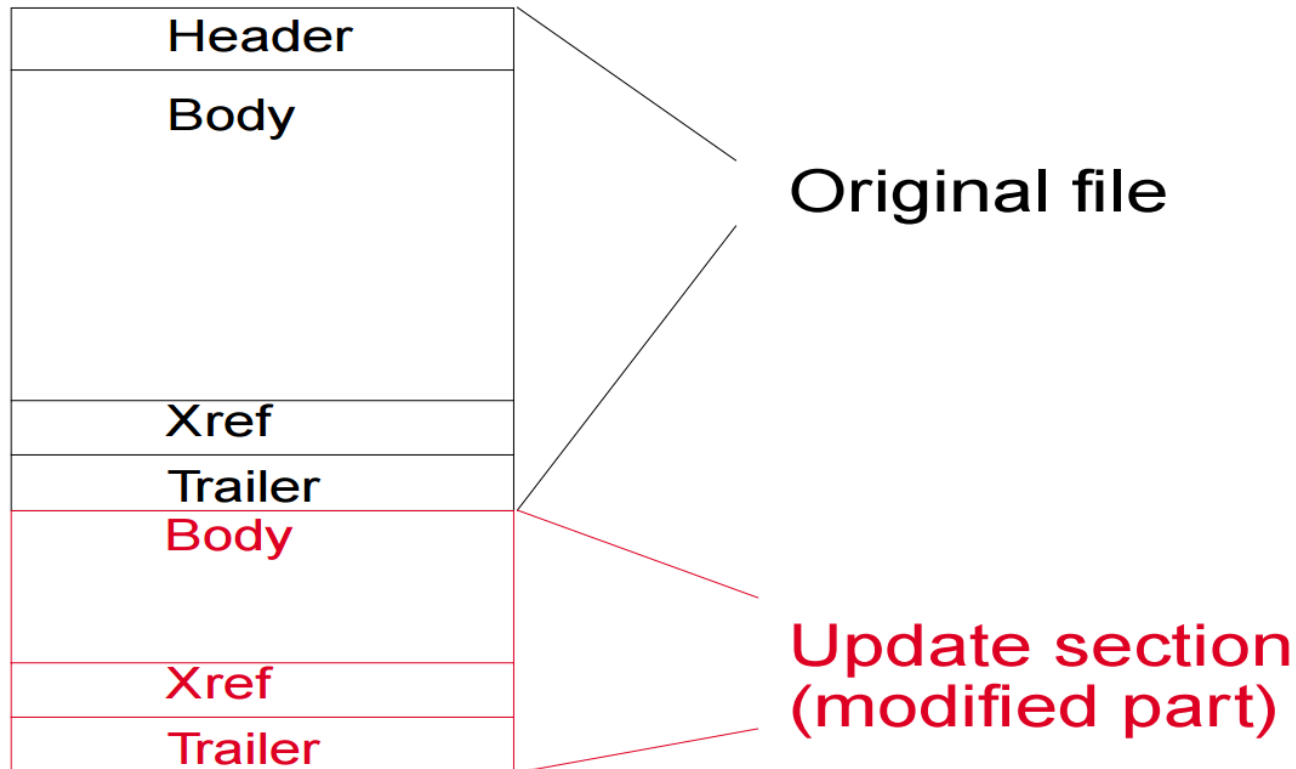 Header
Body
Original file
Xref
Trailer
Body
Update section
(modified part)
Xref
Trailer